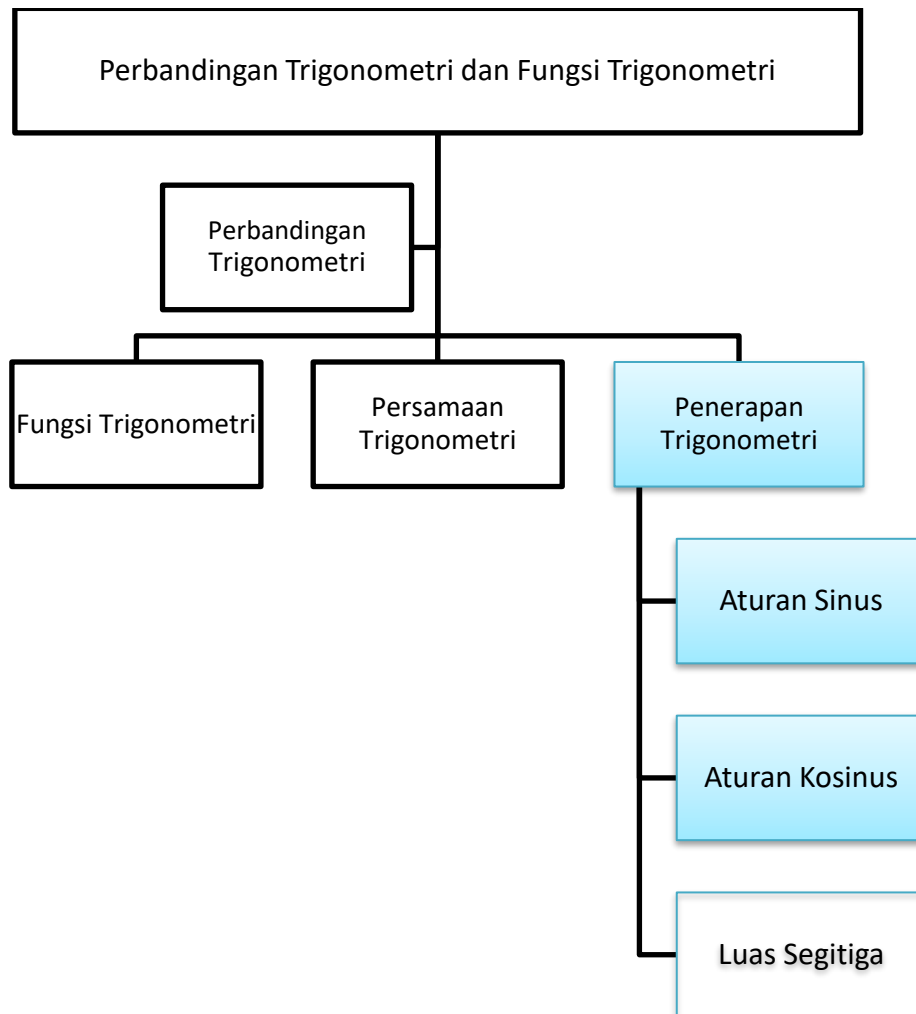 Perbandingan Trigonometri dan Fungsi Trigonometri
Perbandingan
Trigonometri
Fungsi Trigonometri
Persamaan
Trigonometri
Penerapan
Trigonometri
Aturan Sinus
Aturan Kosinus
Luas Segitiga